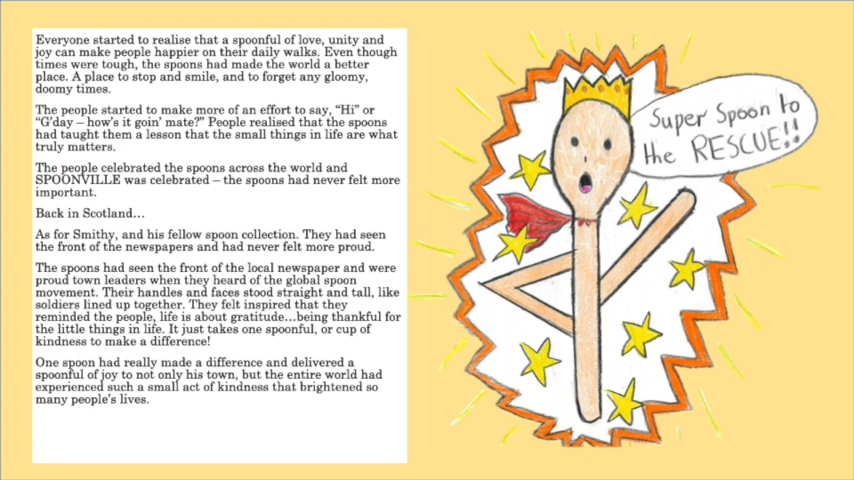 Everyone started to realise that a spoonful of love, unity and
joy can make people happier on their daily walks. Even though
times were tough, the spoons had made the world a better
place. A place to stop and smile, and to forget any gloomy,
doomy times.
The people started to make more of an effort to say, “Hi” or
“G’day – how’s it goin’ mate?” People realised that the spoons
had taught them a lesson that the small things in life are what
truly matters.
The people celebrated the spoons across the world and
SPOONVILLE was celebrated – the spoons had never felt more
important.
Back in Scotland…
As for Smithy, and his fellow spoon collection. They had seen
the front of the newspapers and had never felt more proud.
The spoons had seen the front of the local newspaper and were
proud town leaders when they heard of the global spoon
movement. Their handles and faces stood straight and tall, like
soldiers lined up together. They felt inspired that they
reminded the people, life is about gratitude…being thankful for
the little things in life. It just takes one spoonful, or cup of
kindness to make a difference!
One spoon had really made a difference and delivered a
spoonful of joy to not only his town, but the entire world had
experienced such a small act of kindness that brightened so
many people’s lives.
Super Spoon to
the RESCUE!!